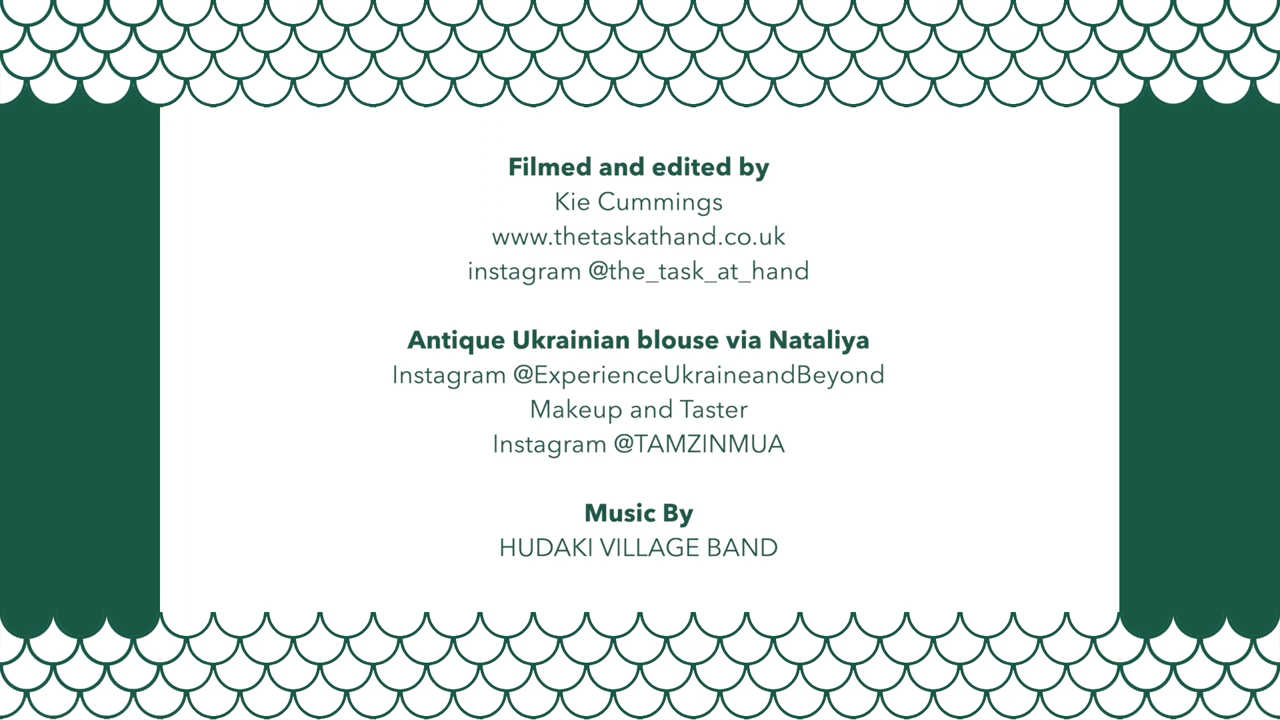 Filmed and edited by
Kie Cummings
www.thetaskathand.co.uk
instagram @the_task_at_hand
Antique Ukrainian blouse via Nataliya
Instagram @ExperienceUkraineandBeyond
Makeup and Taster
Instagram @TAMZINMUA
Music By
HUDAKI VILLAGE BAND